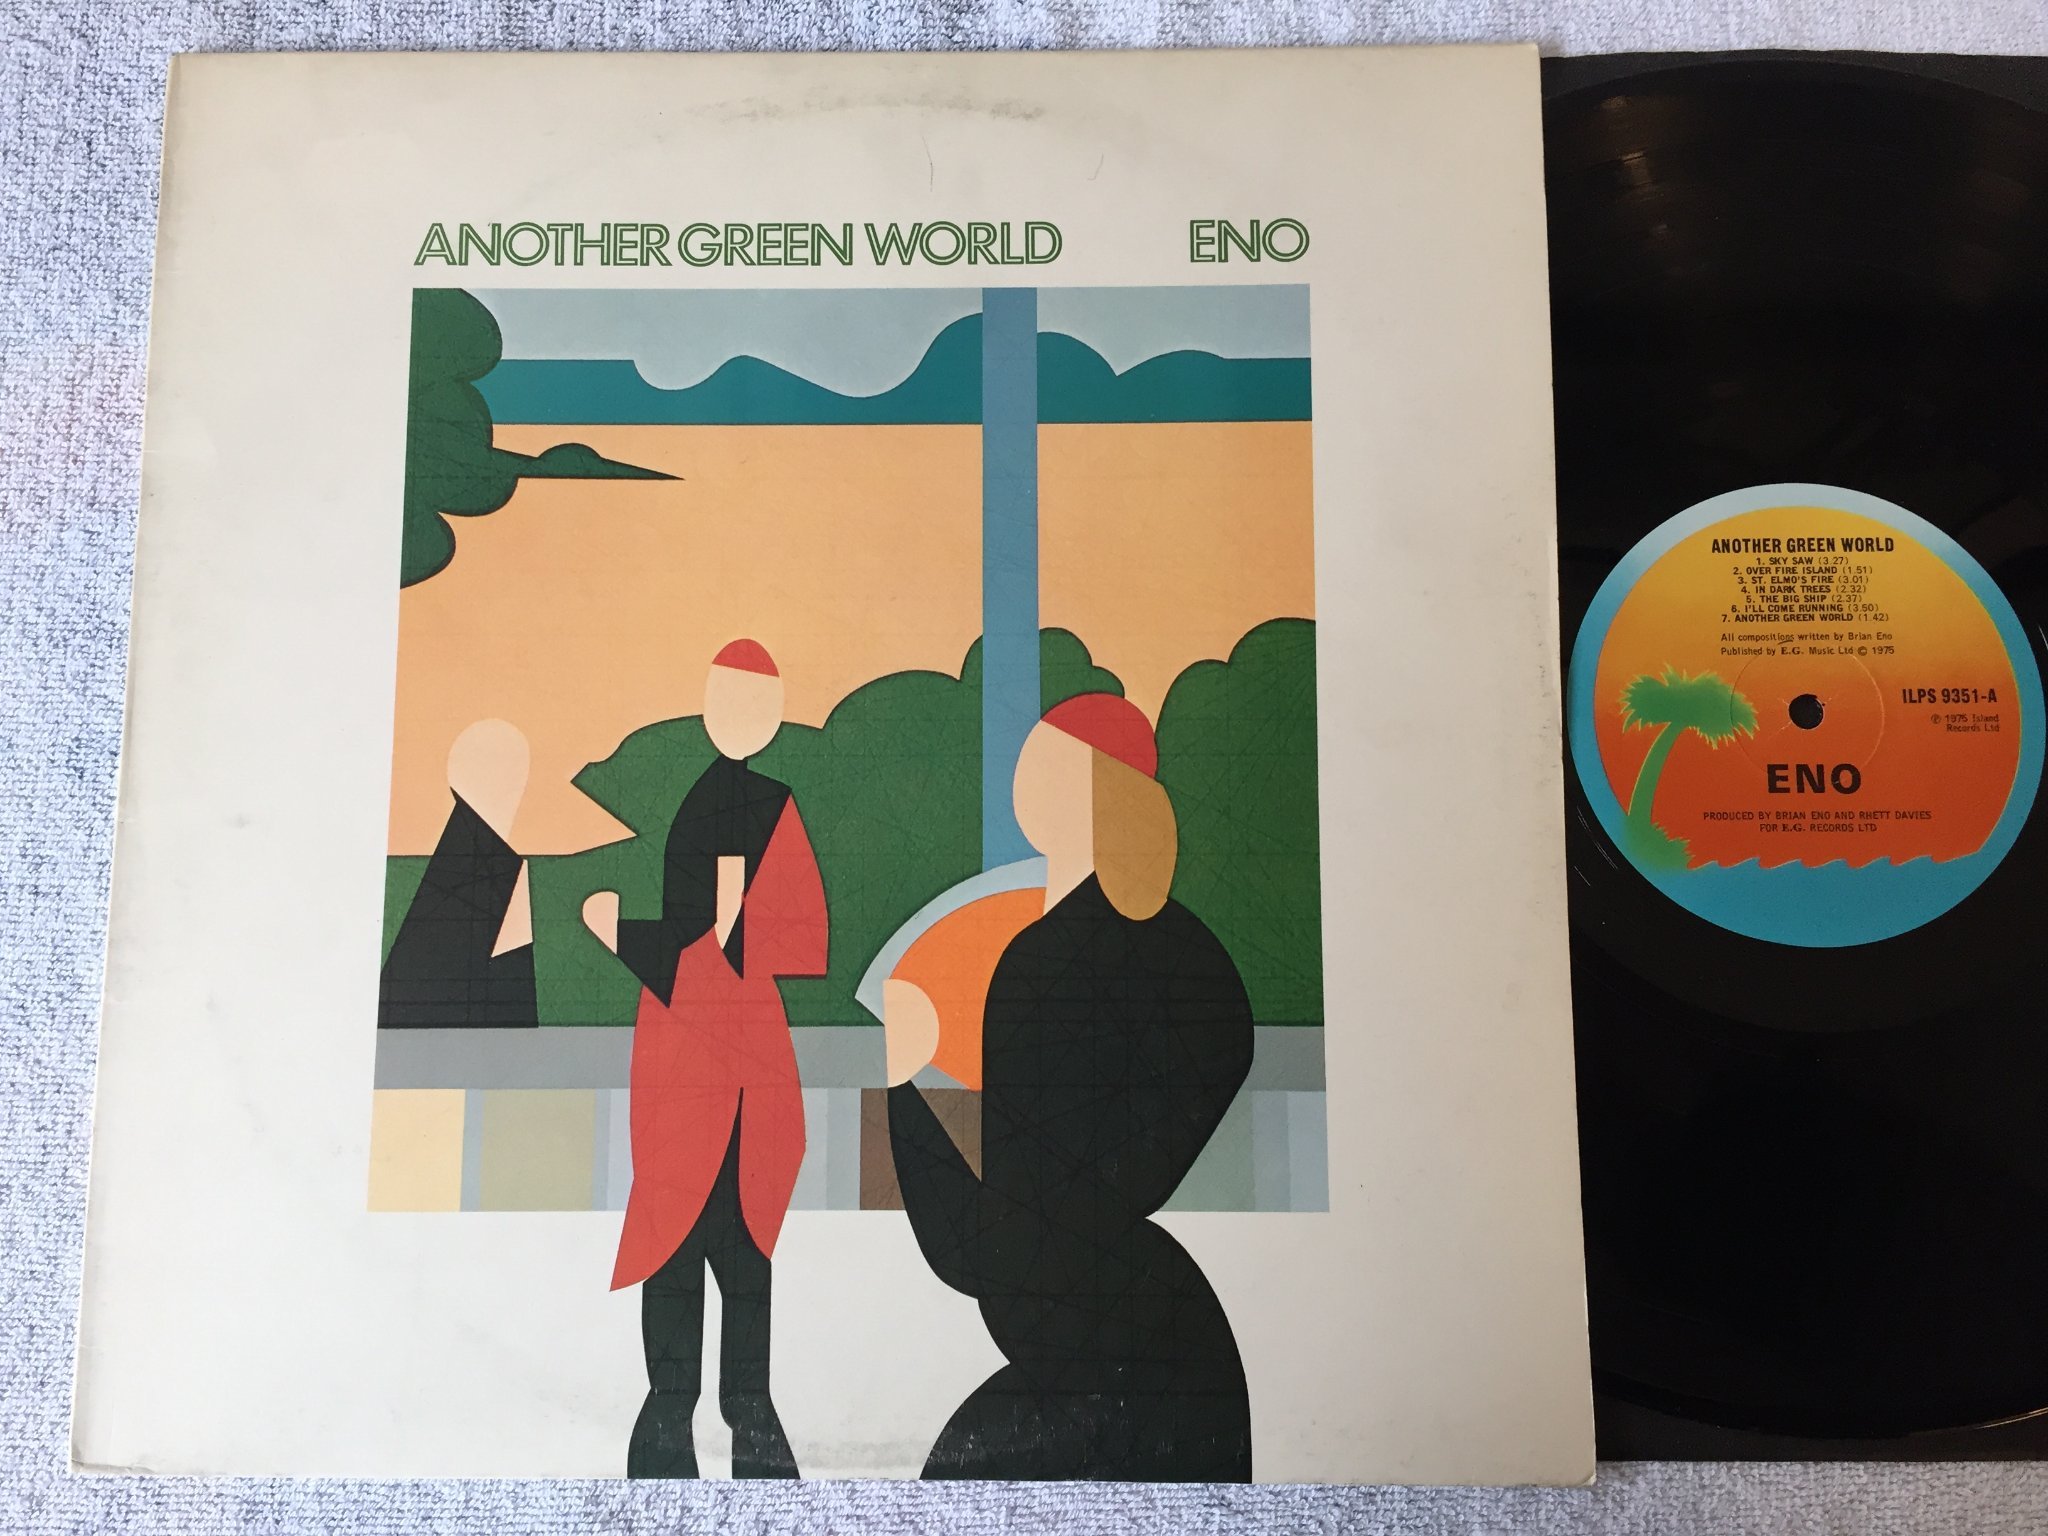 ANOTHER GREEN WORLD ENO
ANOTHER GREEN WORLD
1. SKY SAW (3.27)
2. OVER FIRE ISLAND (1.51)
3. ST. ELMO'S FIRE (3.01)
4. IN DARK TREES (2.32)
5. THE BIG SHIP (2.37)
6. I'LL COME RUNNING (3.50)
7. ANOTHER GREEN WORLD (1.42)
All compositions written by Brian Eno
Published by E.G. Music Ltd © 1975
ILPS 9351-A
℗ 1975 Island
Records Ltd
ENO
PRODUCED BY BRIAN ENO AND RHETT DAVIES
FOR E.G. RECORDS LTD